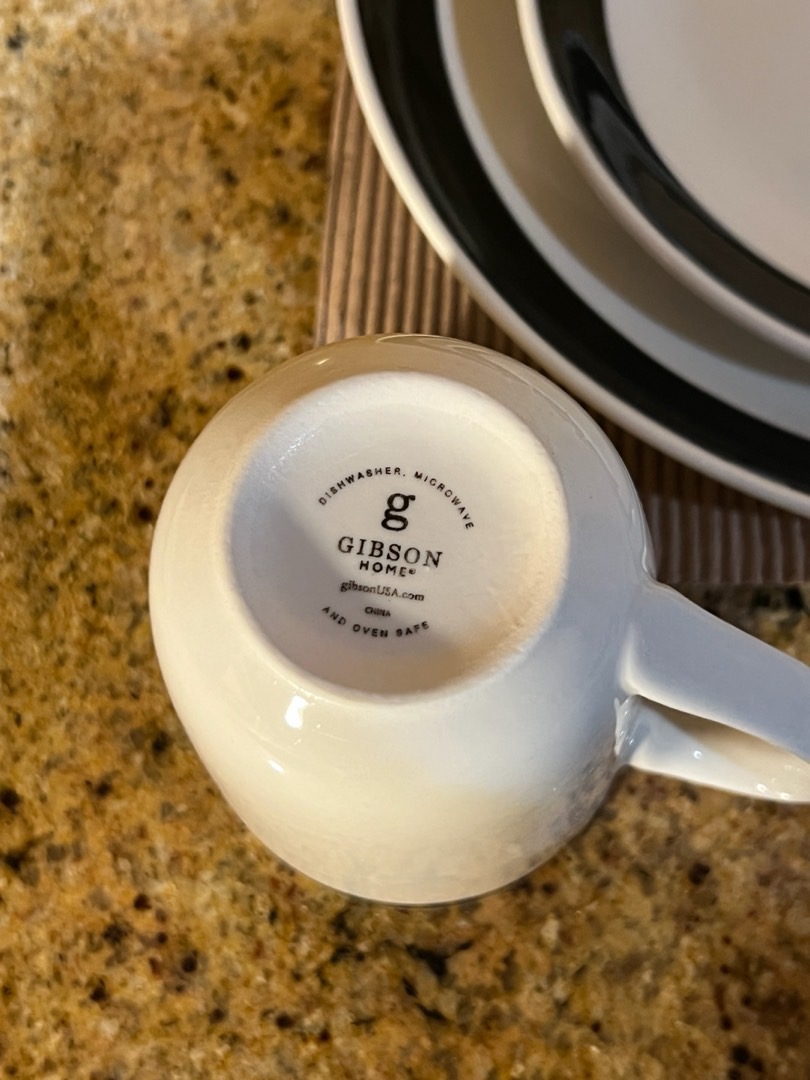 DISHWASHER, MICROWAVE
g
GIBSON
HOME®
gibsonUSA.com
CHINA
AND OVEN SAFE